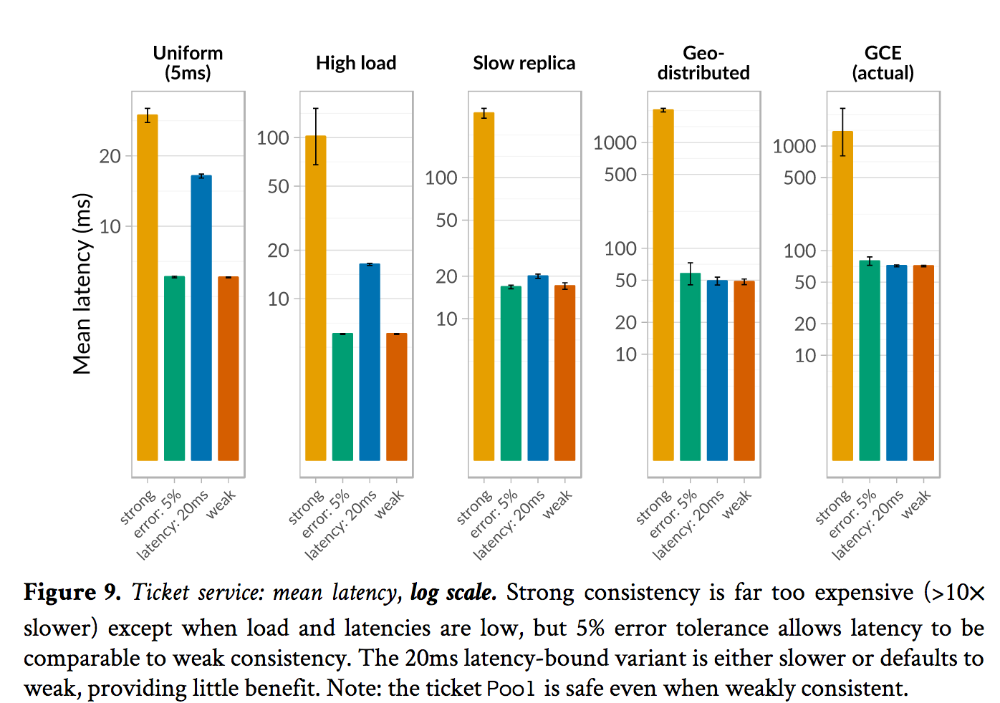 Uniform
(5ms)
High load
Slow replica
Geo-
distributed
GCE
(actual)
Mean latency (ms)
20
10
100
50
20
10
100
50
20
10
1000
500
100
50
20
10
1000
500
100
50
20
10
strong
error: 5%
latency: 20ms
weak
strong
error: 5%
latency: 20ms
weak
strong
error: 5%
latency: 20ms
weak
strong
error: 5%
latency: 20ms
weak
strong
error: 5%
latency: 20ms
weak
Figure 9. Ticket service: mean latency, log scale. Strong consistency is far too expensive (>10×
slower) except when load and latencies are low, but 5% error tolerance allows latency to be
comparable to weak consistency. The 20ms latency-bound variant is either slower or defaults to
weak, providing little benefit. Note: the ticket Pool is safe even when weakly consistent.